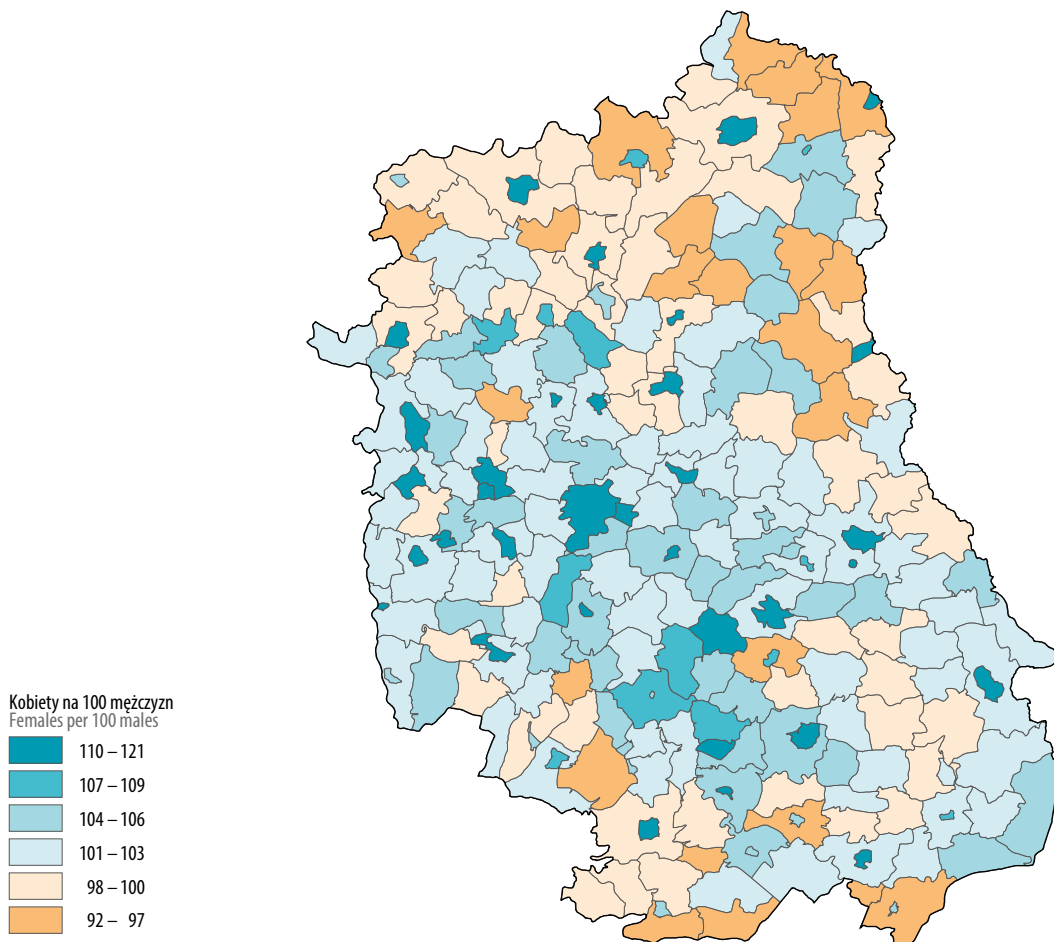 Kobiety na 100 mężczyzn
Females per 100 males
110 – 121
107 – 109
104 – 106
101 – 103
98 – 100
92 – 97